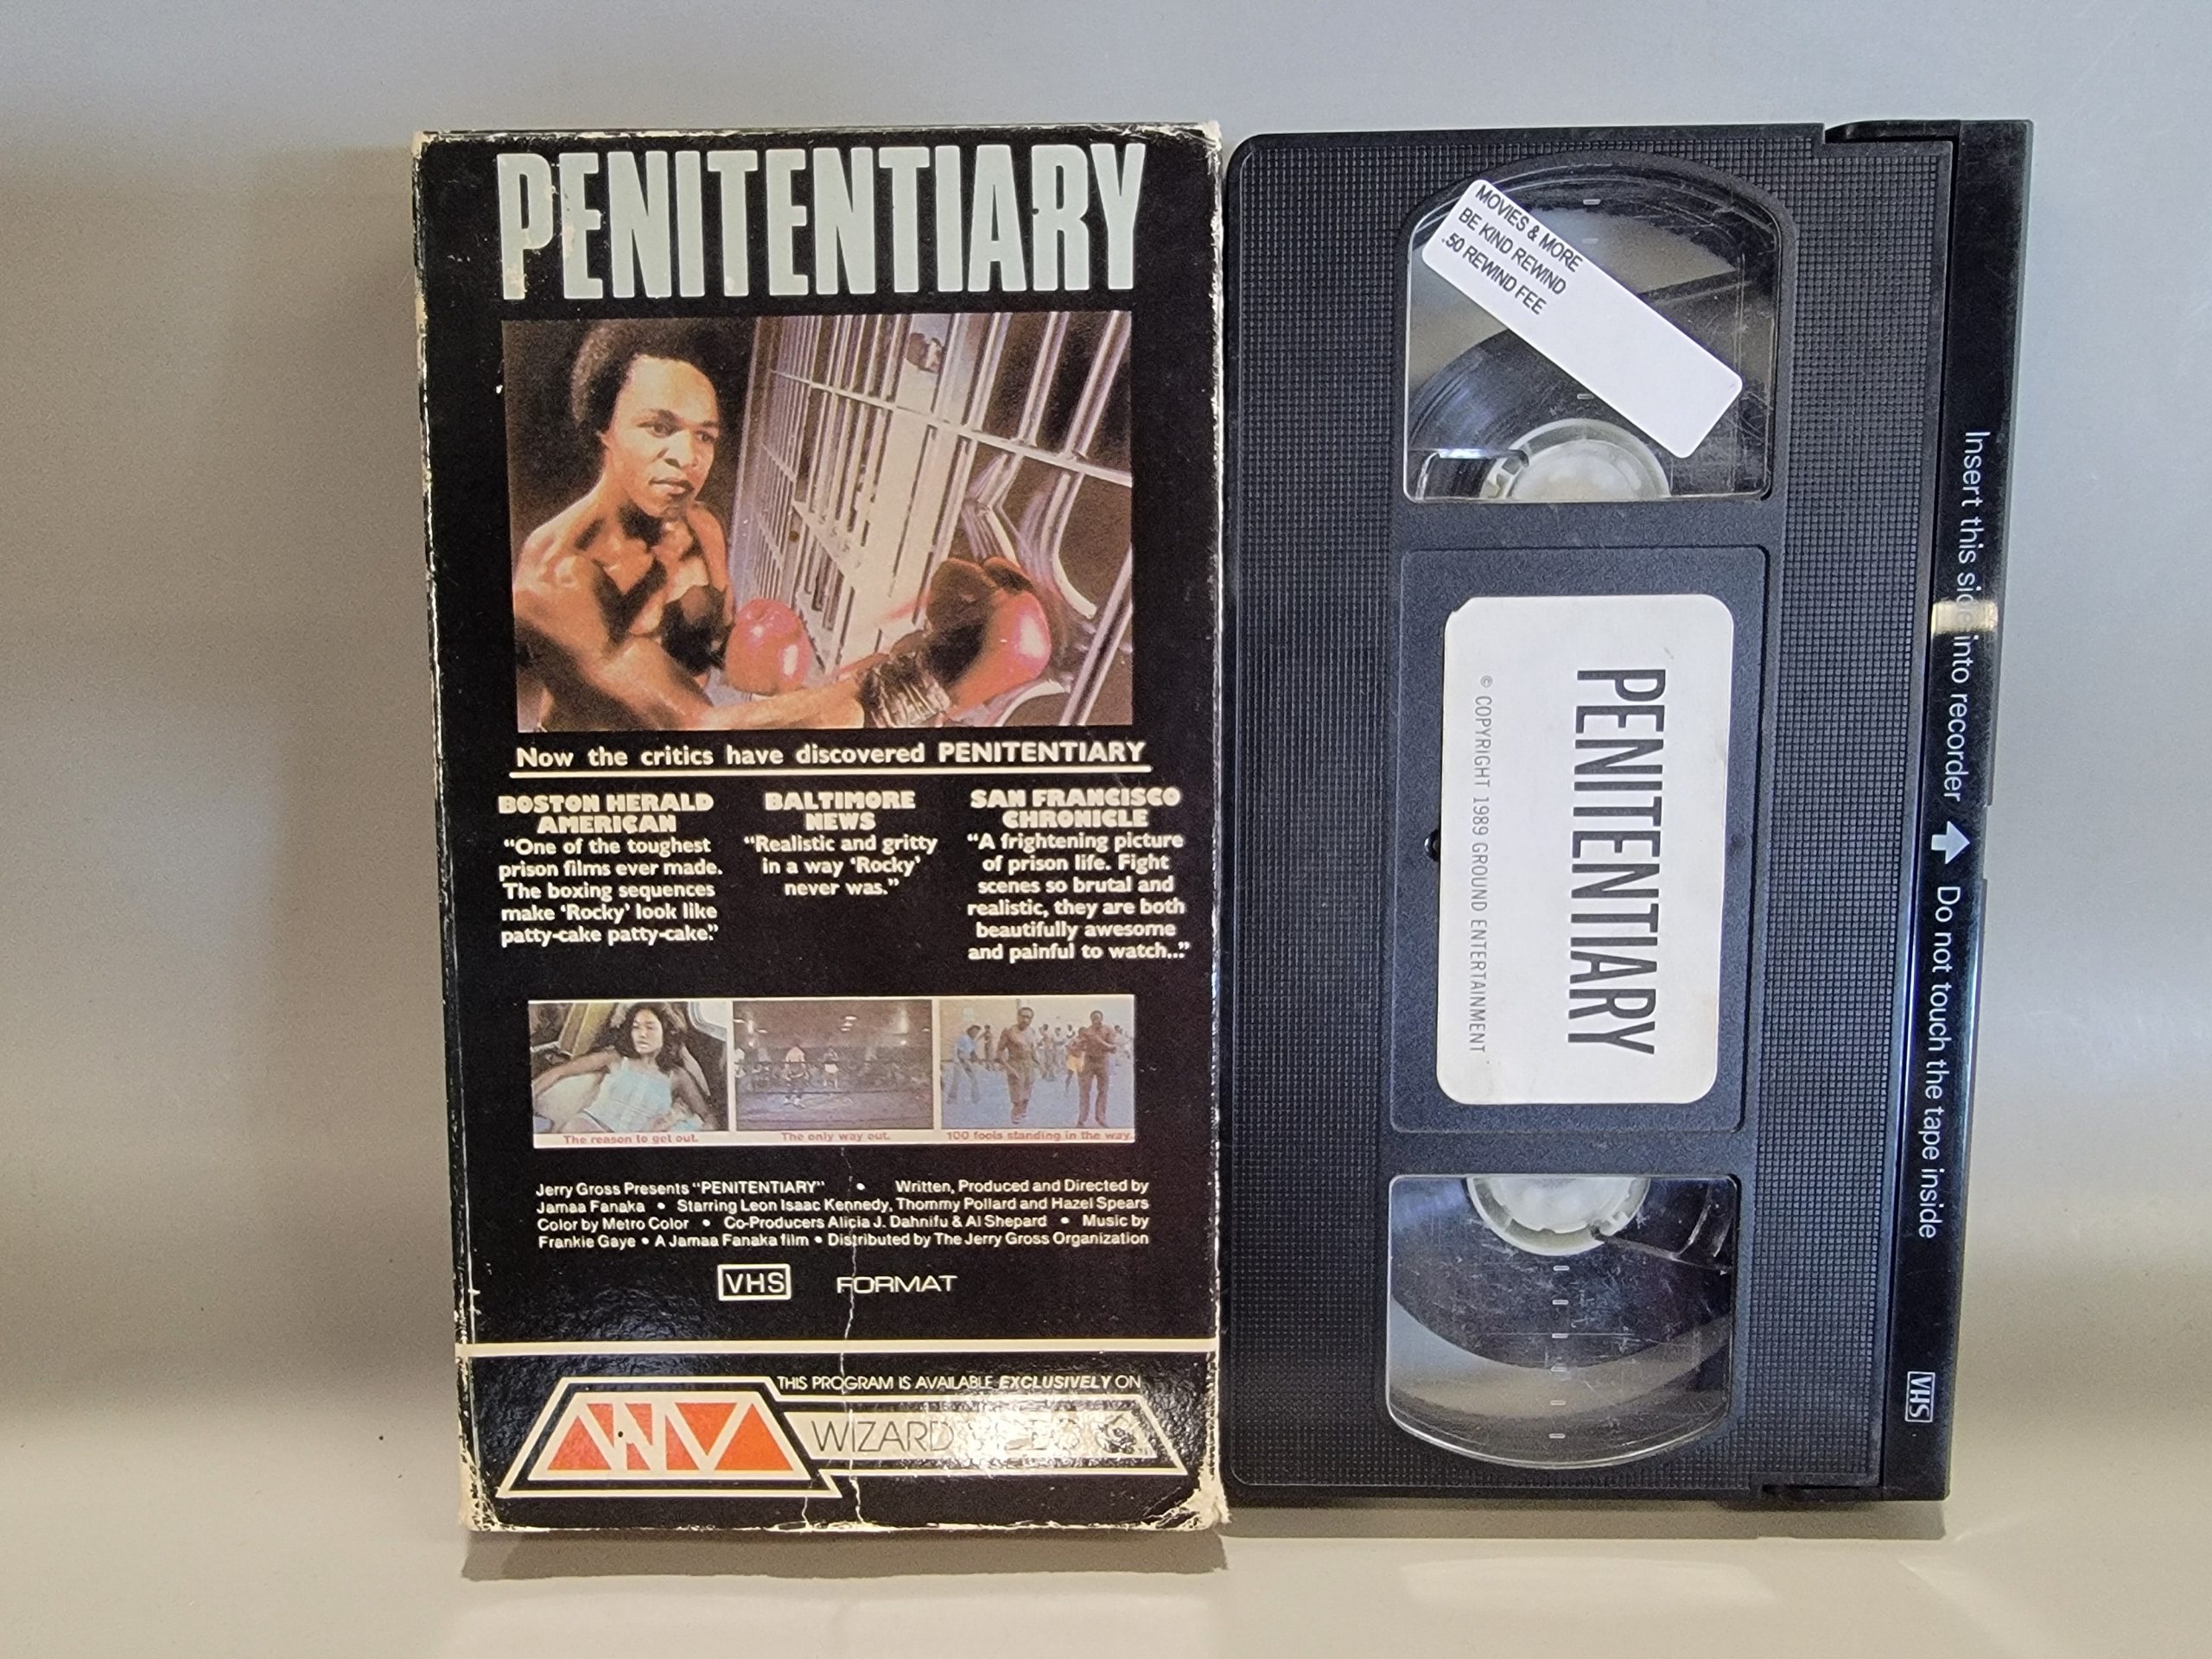 PENITENTIARY
Now the critics have discovered PENITENTIARY
BOSTON HERALD
AMERICAN
"One of the toughest
prison films ever made.
The boxing sequences
make 'Rocky' look like
patty-cake patty-cake."
BALTIMORE
NEWS
"Realistic and gritty
in a way 'Rocky'
never was."
SAN FRANCISCO
CHRONICLE
"A frightening picture
of prison life. Fight
scenes so brutal and
realistic, they are both
beautifully awesome
and painful to watch..."
The reason to get out.
The only way out.
100 fools standing in the way.
Jerry Gross Presents "PENITENTIARY" • Written, Produced and Directed by
Jamaa Fanaka • Starring Leon Isaac Kennedy, Thommy Pollard and Hazel Spears
Color by Metro Color • Co-Producers Alicia J. Dahnifu & Al Shepard • Music by
Frankie Gaye • A Jamaa Fanaka film • Distributed by The Jerry Gross Organization
VHS FORMAT
THIS PROGRAM IS AVAILABLE EXCLUSIVELY ON
WIZARD
MOVIES & MORE
BE KIND REWIND
.50 REWIND FEE
PENITENTIARY
© COPYRIGHT 1989 GROUND ENTERTAINMENT
Insert this side into recorder Do not touch the tape inside
VHS